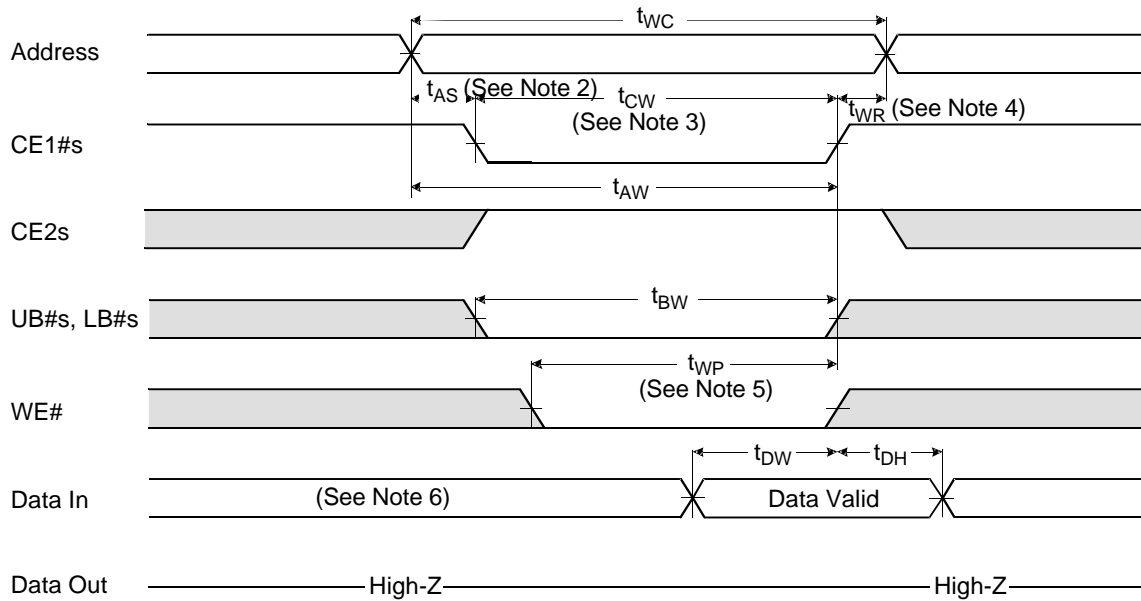 tWC
Address
tAS (See Note 2)
tCW
(See Note 3)
tWR (See Note 4)
CE1#s
tAW
CE2s
tBW
UB#s, LB#s
tWP
(See Note 5)
WE#
tDW
tDH
Data In
(See Note 6)
Data Valid
Data Out
High-Z
High-Z